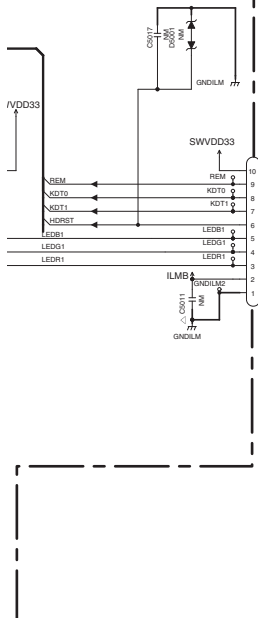 C5017
NM
D5001
NM
GNDILM
VDD33
SWVDD33
10
REM
REM
9
KDT0
KDT0
8
KDT1
KDT1
7
HDRST
6
LEDB1
LEDB1
5
LEDG1
LEDG1
4
LEDR1
LEDR1
3
ILMB
2
GNDILM2
1
C5011
NM
GNDILM